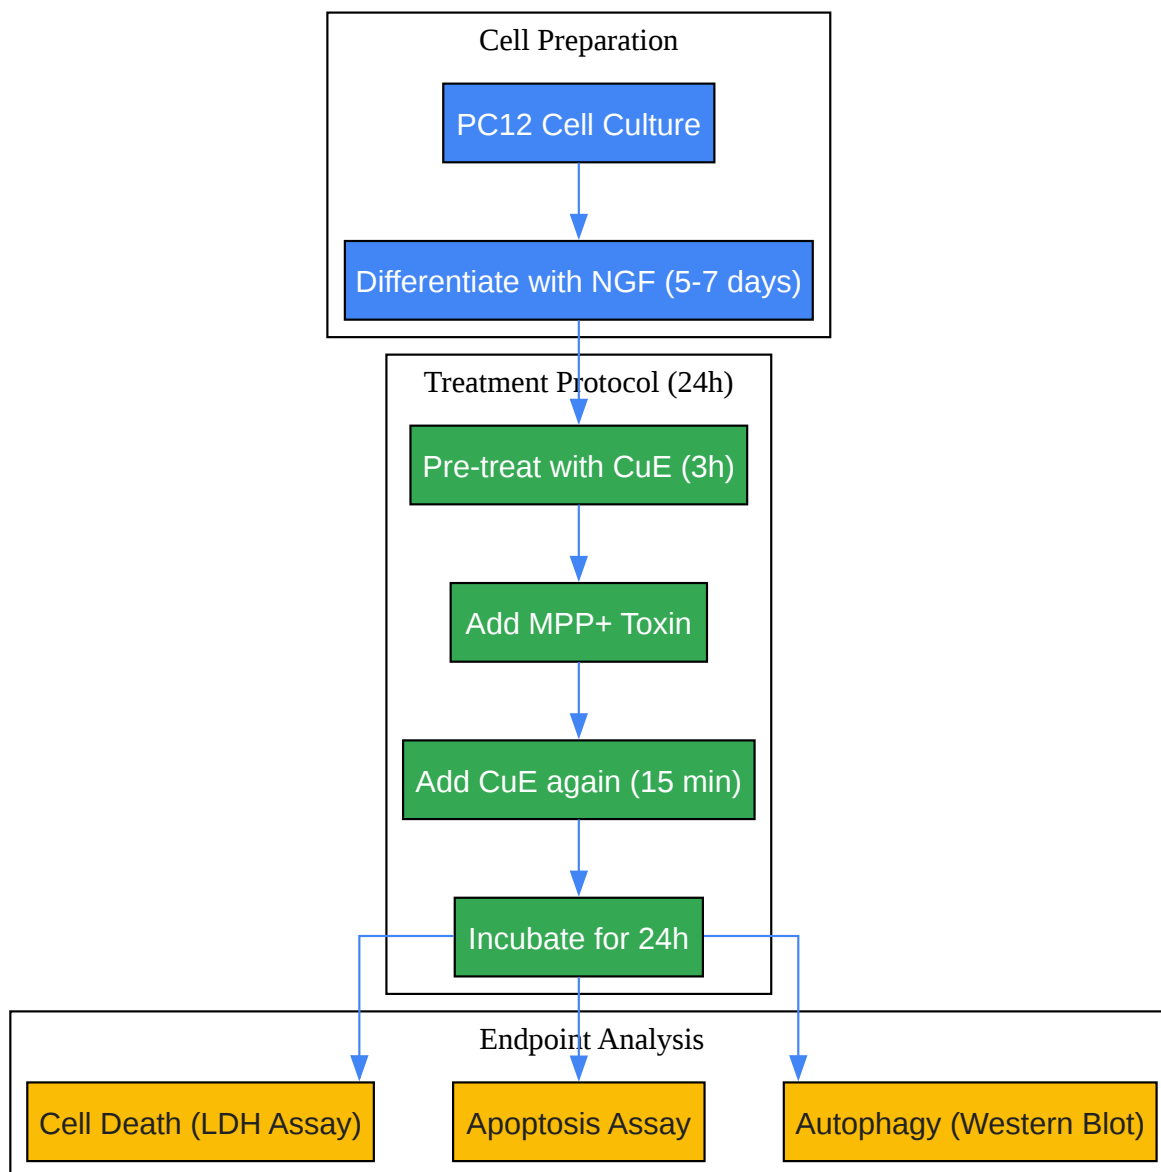 Cell Preparation
PC12 Cell Culture
Differentiate with NGF (5-7 days)
Treatment Protocol (24h)
Pre-treat with CuE (3h)
Add MPP+ Toxin
Add CuE again (15 min)
Incubate for 24h
Endpoint Analysis
Cell Death (LDH Assay)
Apoptosis Assay
Autophagy (Western Blot)